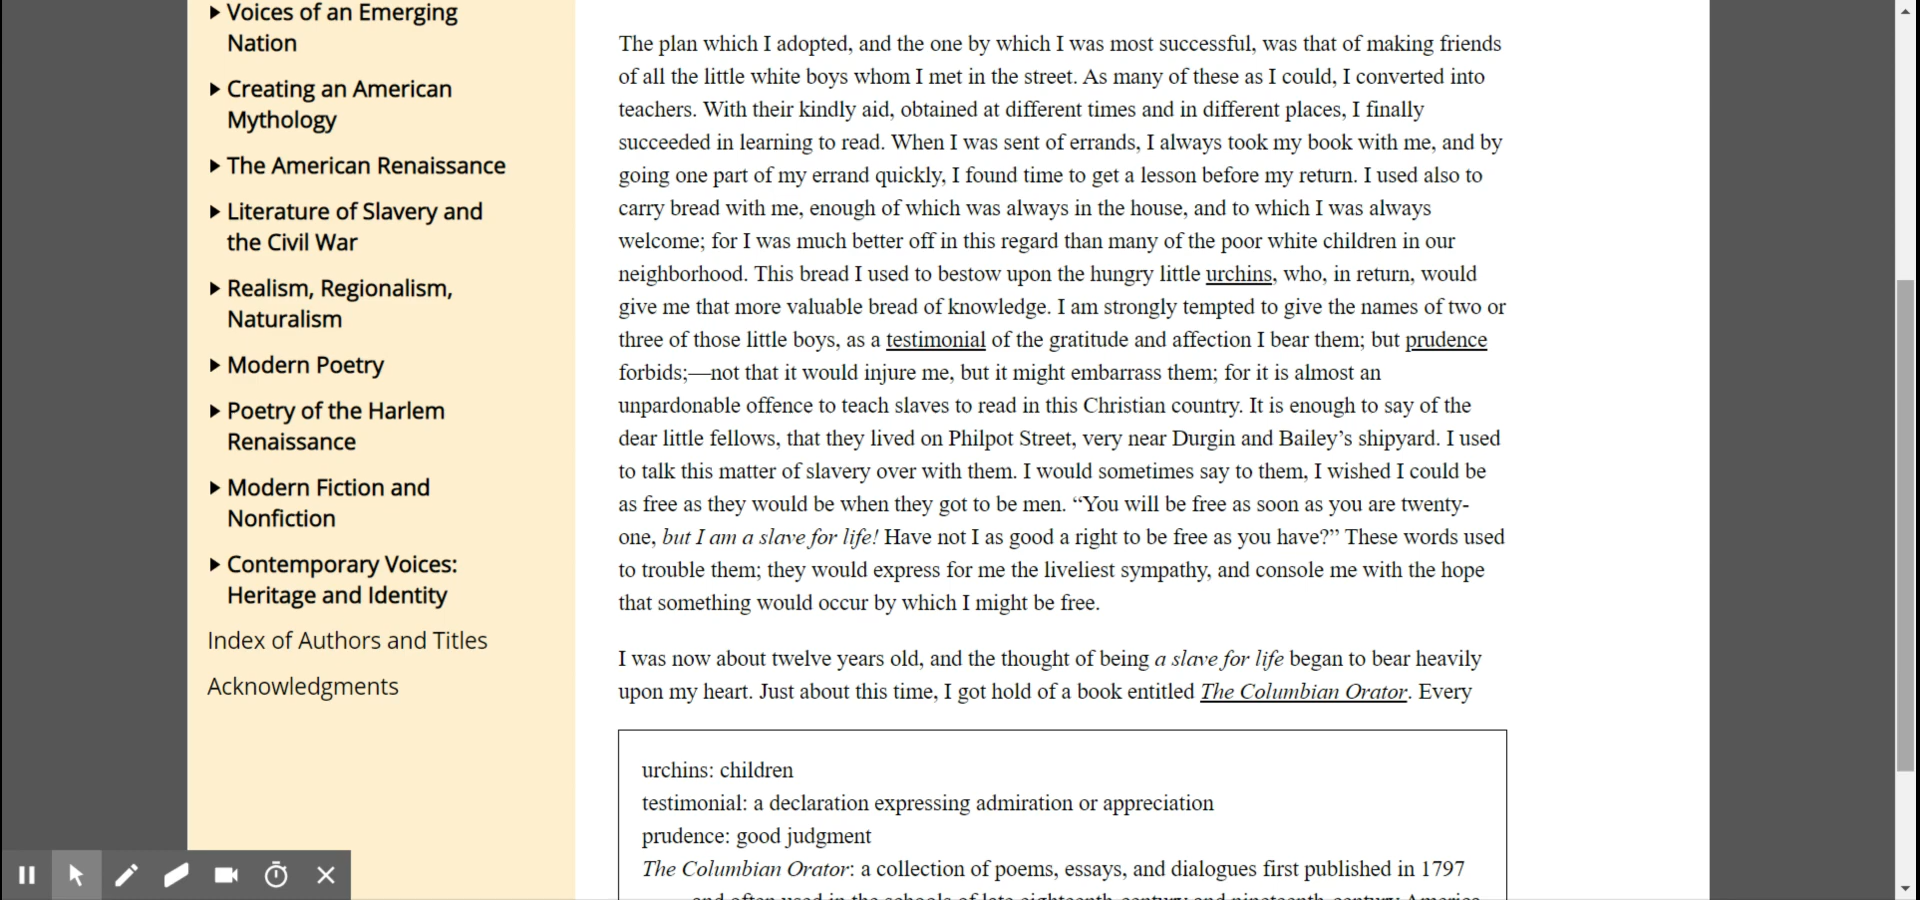 Voices of an Emerging
Nation
Creating an American
Mythology
The American Renaissance
Literature of Slavery and
the Civil War
Realism, Regionalism,
Naturalism
Modern Poetry
Poetry of the Harlem
Renaissance
Modern Fiction and
Nonfiction
Contemporary Voices:
Heritage and Identity
Index of Authors and Titles
Acknowledgments
The plan which I adopted, and the one by which I was most successful, was that of making friends
of all the little white boys whom I met in the street. As many of these as I could, I converted into
teachers. With their kindly aid, obtained at different times and in different places, I finally
succeeded in learning to read. When I was sent of errands, I always took my book with me, and by
going one part of my errand quickly, I found time to get a lesson before my return. I used also to
carry bread with me, enough of which was always in the house, and to which I was always
welcome; for I was much better off in this regard than many of the poor white children in our
neighborhood. This bread I used to bestow upon the hungry little urchins, who, in return, would
give me that more valuable bread of knowledge. I am strongly tempted to give the names of two or
three of those little boys, as a testimonial of the gratitude and affection I bear them; but prudence
forbids;—not that it would injure me, but it might embarrass them; for it is almost an
unpardonable offence to teach slaves to read in this Christian country. It is enough to say of the
dear little fellows, that they lived on Philpot Street, very near Durgin and Bailey’s shipyard. I used
to talk this matter of slavery over with them. I would sometimes say to them, I wished I could be
as free as they would be when they got to be men. “You will be free as soon as you are twenty-
one, but I am a slave for life! Have not I as good a right to be free as you have?” These words used
to trouble them; they would express for me the liveliest sympathy, and console me with the hope
that something would occur by which I might be free.
I was now about twelve years old, and the thought of being a slave for life began to bear heavily
upon my heart. Just about this time, I got hold of a book entitled The Columbian Orator. Every
urchins: children
testimonial: a declaration expressing admiration or appreciation
prudence: good judgment
The Columbian Orator: a collection of poems, essays, and dialogues first published in 1797
and often used in the schools of late eighteenth-century and nineteenth-century America